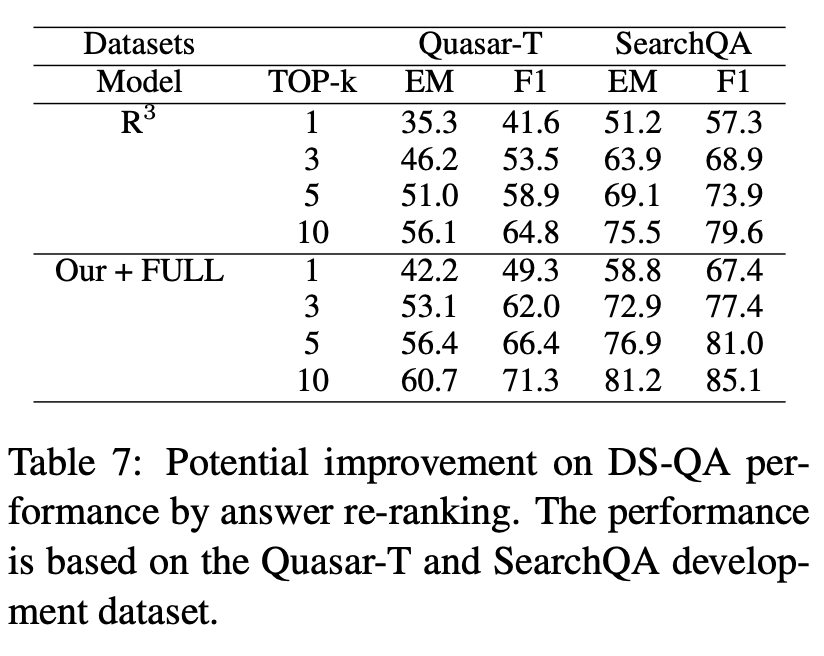 Datasets Quasar-T SearchQA
Model TOP-k EM F1 EM F1
R³ 1 35.3 41.6 51.2 57.3
3 46.2 53.5 63.9 68.9
5 51.0 58.9 69.1 73.9
10 56.1 64.8 75.5 79.6
Our + FULL 1 42.2 49.3 58.8 67.4
3 53.1 62.0 72.9 77.4
5 56.4 66.4 76.9 81.0
10 60.7 71.3 81.2 85.1
Table 7: Potential improvement on DS-QA per-
formance by answer re-ranking. The performance
is based on the Quasar-T and SearchQA develop-
ment dataset.